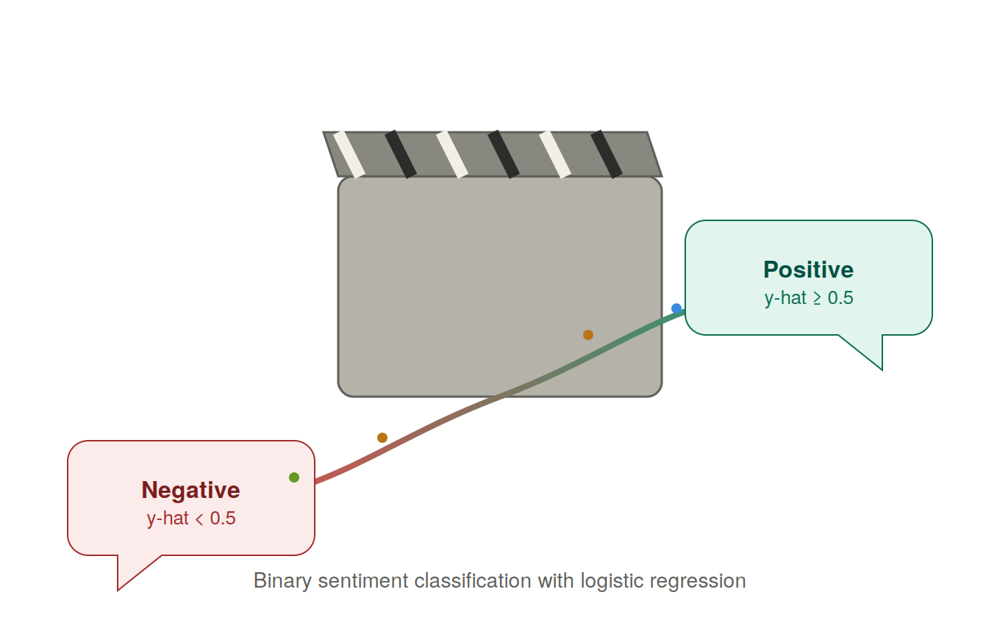 Positive
y-hat ≥ 0.5
Negative
y-hat < 0.5
Binary sentiment classification with logistic regression